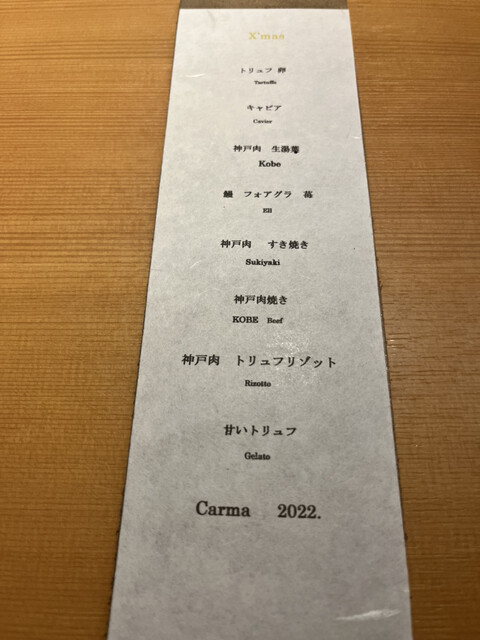 X'mas
トリュフ 卵
Tartuffo
キャビア
Caviar
神戸肉 生湯葉
Kobe
鰻 フォアグラ 苺
Ell
神戸肉 すき焼き
Sukiyaki
神戸肉焼き
KOBE Beef
神戸肉 トリュフリゾット
Rizotto
甘いトリュフ
Gelato
Carma 2022.